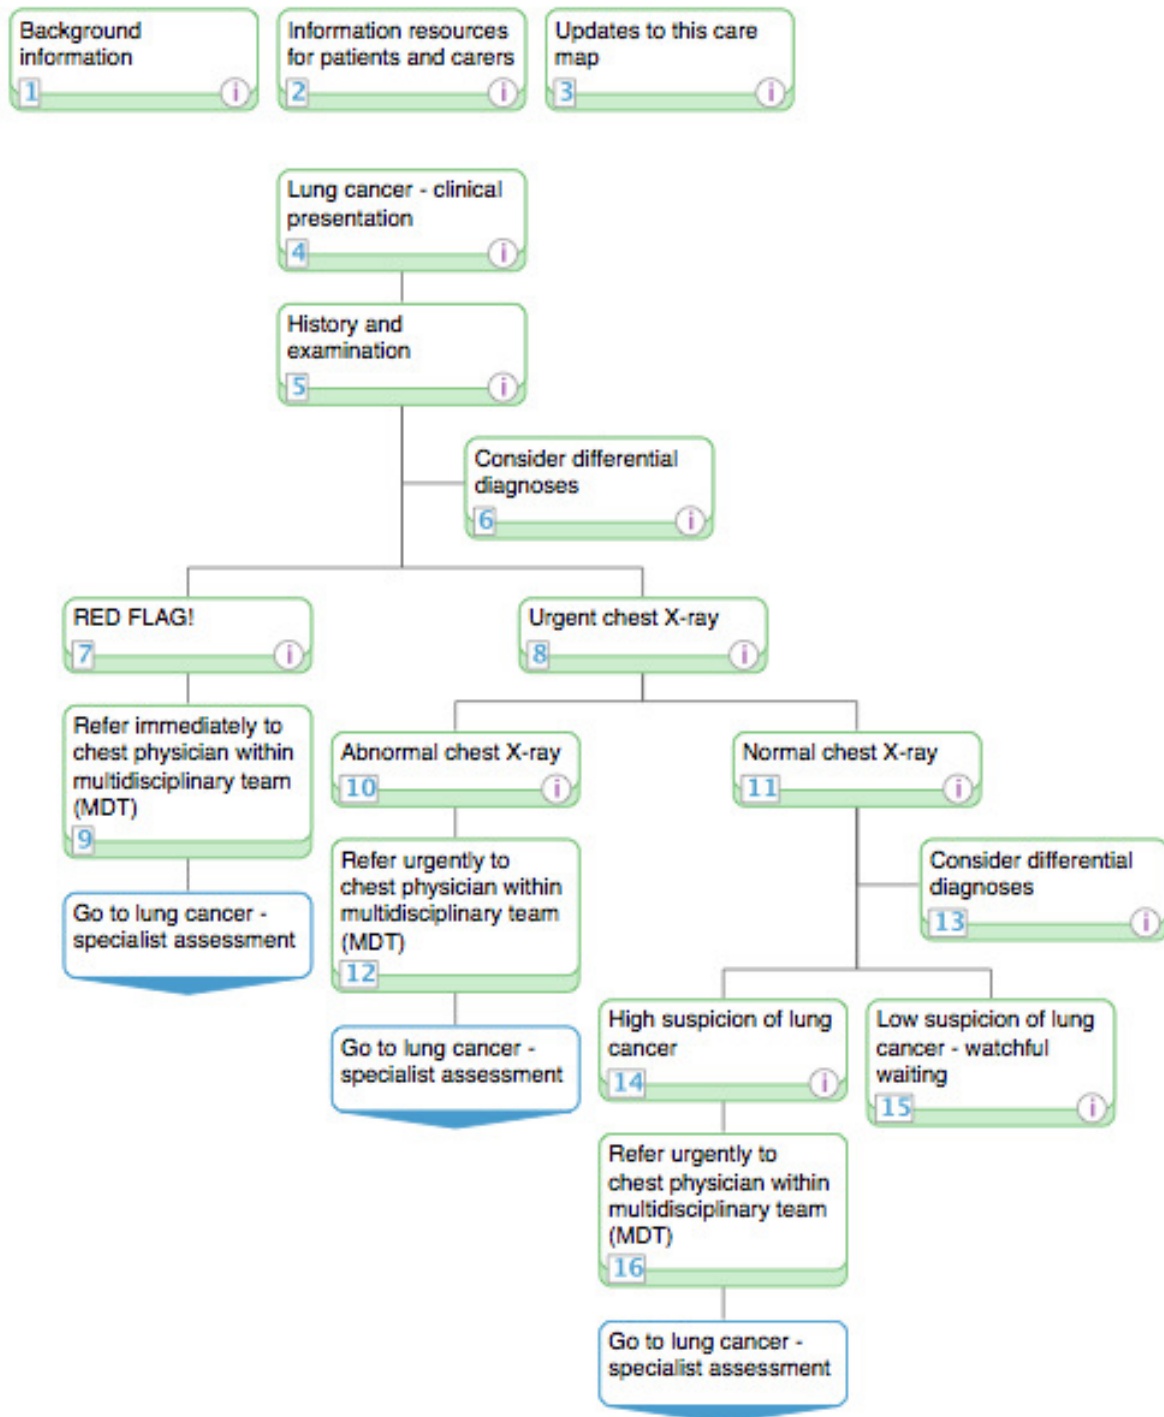 Background
information
1 i
Information resources
for patients and carers
2 i
Updates to this care
map
3 i
Lung cancer - clinical
presentation
4 i
History and
examination
5 i
Consider differential
diagnoses
6 i
RED FLAG!
7 i
Urgent chest X-ray
8 i
Refer immediately to
chest physician within
multidisciplinary team
(MDT)
9
Go to lung cancer -
specialist assessment
Abnormal chest X-ray
10 i
Normal chest X-ray
11 i
Refer urgently to
chest physician within
multidisciplinary team
(MDT)
12
Go to lung cancer -
specialist assessment
Consider differential
diagnoses
13 i
High suspicion of lung
cancer
14 i
Low suspicion of lung
cancer - watchful
waiting
15 i
Refer urgently to
chest physician within
multidisciplinary team
(MDT)
16
Go to lung cancer -
specialist assessment